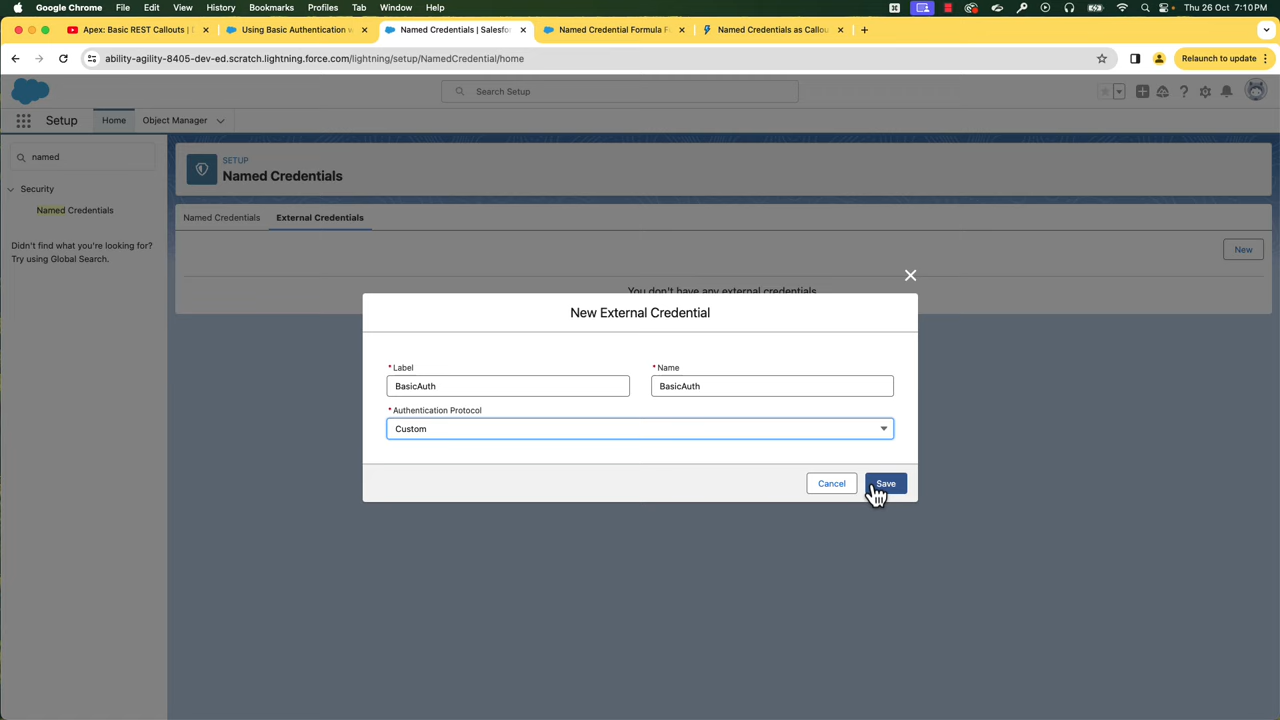 Google Chrome File Edit View History Bookmarks Profiles Tab Window Help Thu 26 Oct 7:10 PM
Apex: Basic REST Callouts | Using Basic Authentication Named Credentials | Salesfo Named Credential Formula F Named Credentials as Callou
ability-agility-8405-dev-ed.scratch.lightning.force.com/lightning/setup/NamedCredential/home Relaunch to update
Search Setup
Setup Home Object Manager
named
Security
Named Credentials
Didn't find what you're looking for?
Try using Global Search.
SETUP
Named Credentials
Named Credentials External Credentials
New
You don't have any external credentials
New External Credential
* Label * Name
BasicAuth BasicAuth
* Authentication Protocol
Custom
Cancel Save